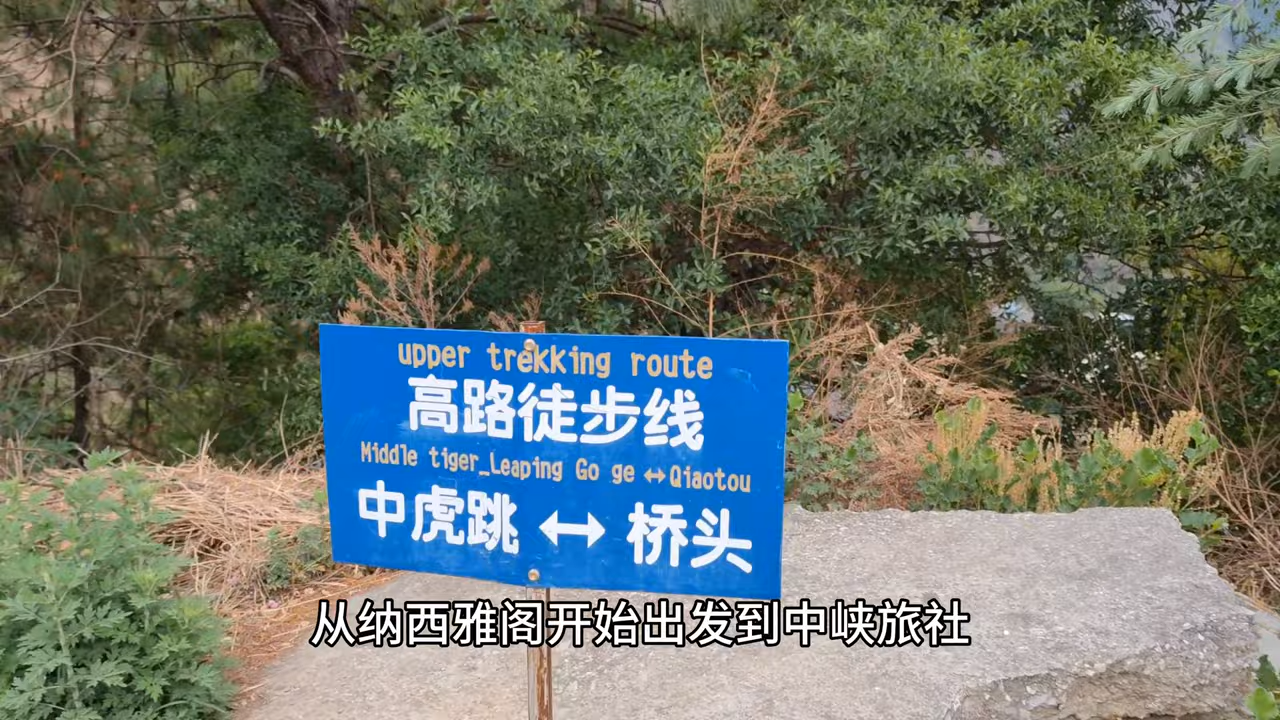 upper trekking route
高路徒步线
Middle tiger_Leaping Go ge ↔Qiaotou
中虎跳 ↔ 桥头
从纳西雅阁开始出发到中峡旅社